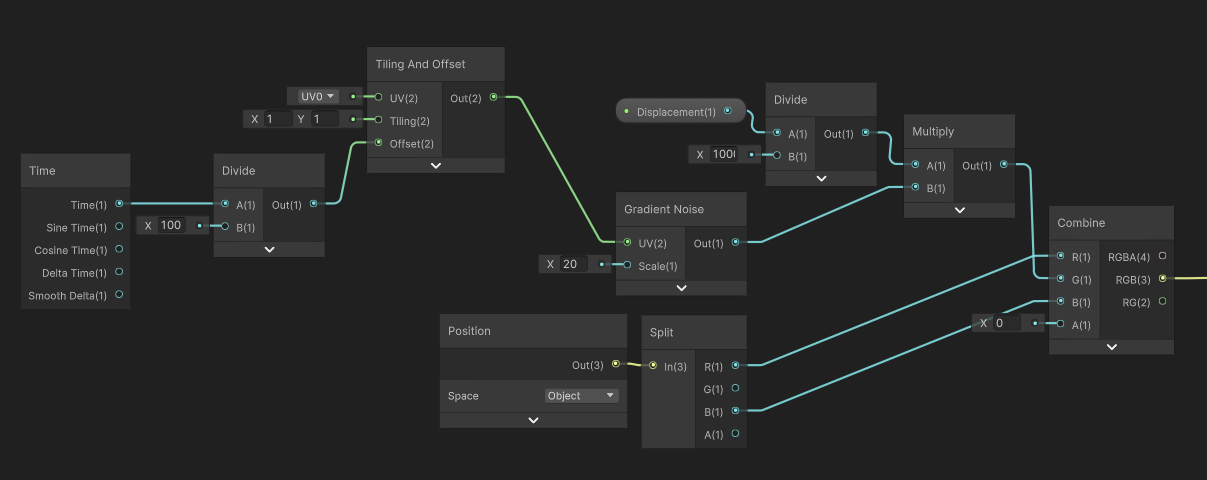 Time
Time(1)
Sine Time(1)
Cosine Time(1)
Delta Time(1)
Smooth Delta(1)
X 100
Divide
A(1) Out(1)
B(1)
UV0
X 1 Y 1
Tiling And Offset
UV(2) Out(2)
Tiling(2)
Offset(2)
Displacement(1)
X 100
Divide
A(1) Out(1)
B(1)
Multiply
A(1) Out(1)
B(1)
X 20
Gradient Noise
UV(2) Out(1)
Scale(1)
Position
Out(3)
Space Object
Split
In(3) R(1)
G(1)
B(1)
A(1)
X 0
Combine
R(1) RGBA(4)
G(1) RGB(3)
B(1) RG(2)
A(1)